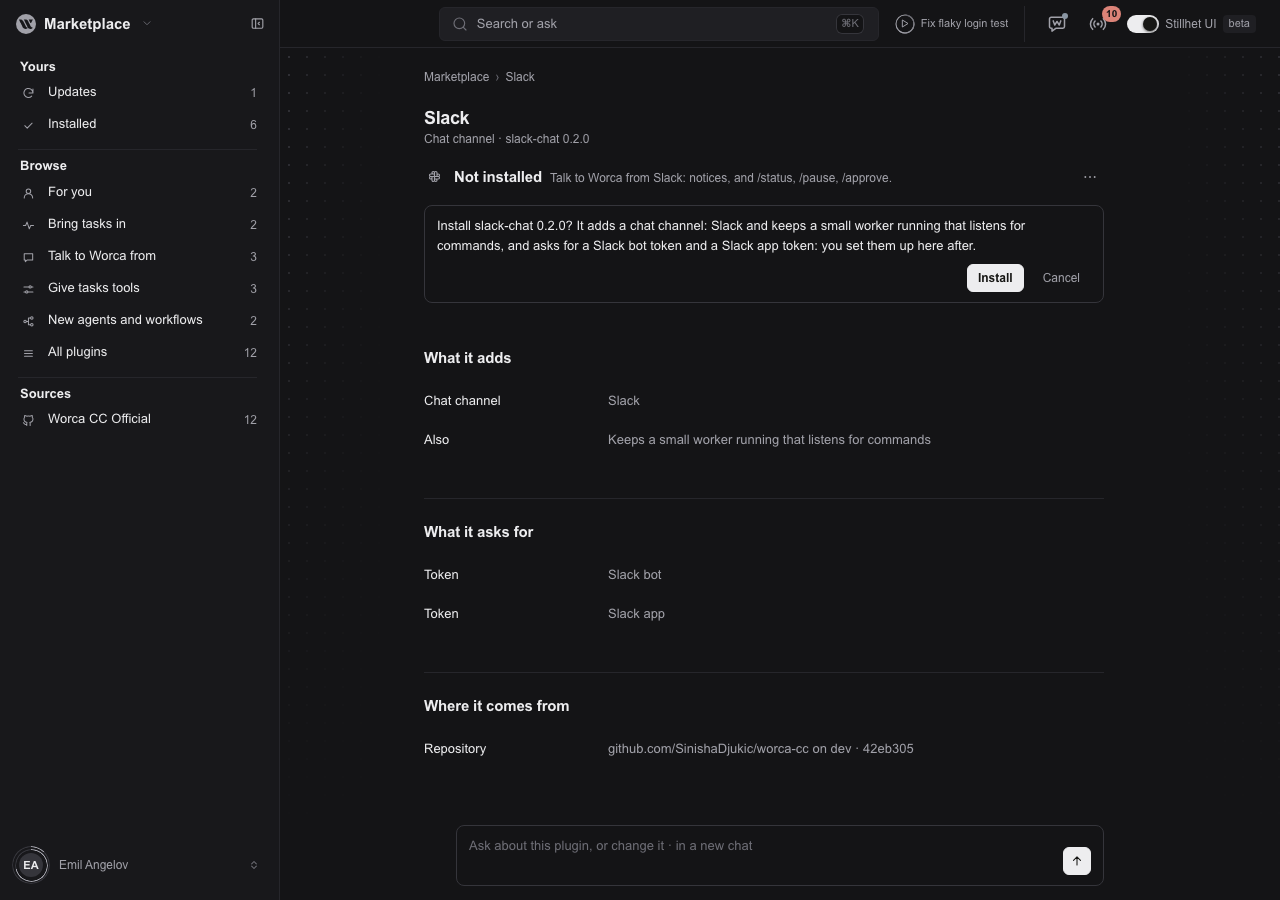 Marketplace
Search or ask
⌘K
Fix flaky login test
10
Stillhet UI
beta
Yours
Updates 1
Installed 6
Browse
For you 2
Bring tasks in 2
Talk to Worca from 3
Give tasks tools 3
New agents and workflows 2
All plugins 12
Sources
Worca CC Official 12
EA
Emil Angelov
Marketplace › Slack
Slack
Chat channel · slack-chat 0.2.0
Not installed Talk to Worca from Slack: notices, and /status, /pause, /approve.
Install slack-chat 0.2.0? It adds a chat channel: Slack and keeps a small worker running that listens for
commands, and asks for a Slack bot token and a Slack app token: you set them up here after.
Install Cancel
What it adds
Chat channel Slack
Also Keeps a small worker running that listens for commands
What it asks for
Token Slack bot
Token Slack app
Where it comes from
Repository github.com/SinishaDjukic/worca-cc on dev · 42eb305
Ask about this plugin, or change it · in a new chat